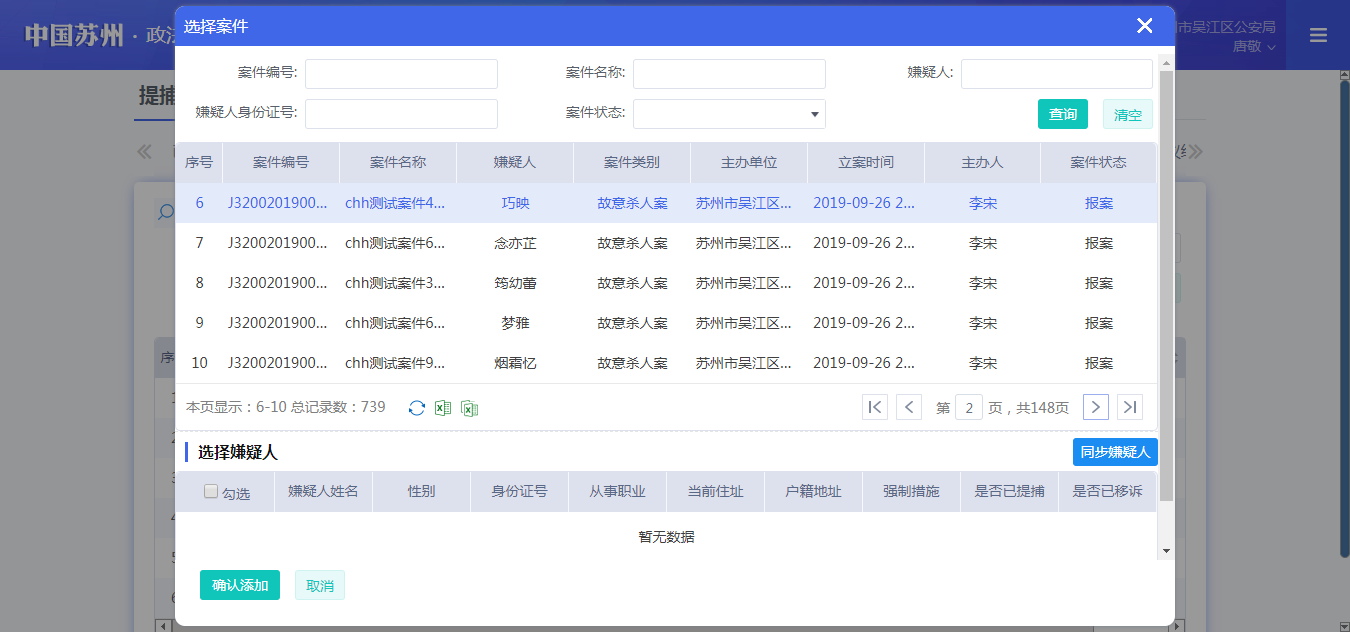 中国苏州 · 政法
市吴江区公安局
唐敬
提捕
选择案件
案件编号:
案件名称:
嫌疑人:
嫌疑人身份证号:
案件状态:
查询
清空
序号 案件编号 案件名称 嫌疑人 案件类别 主办单位 立案时间 主办人 案件状态
6 J3200201900... chh测试案件4... 巧映 故意杀人案 苏州市吴江区... 2019-09-26 2... 李宋 报案
7 J3200201900... chh测试案件6... 念亦芷 故意杀人案 苏州市吴江区... 2019-09-26 2... 李宋 报案
8 J3200201900... chh测试案件3... 筠幼蕾 故意杀人案 苏州市吴江区... 2019-09-26 2... 李宋 报案
9 J3200201900... chh测试案件6... 梦雅 故意杀人案 苏州市吴江区... 2019-09-26 2... 李宋 报案
10 J3200201900... chh测试案件9... 烟霜忆 故意杀人案 苏州市吴江区... 2019-09-26 2... 李宋 报案
本页显示：6-10 总记录数：739
第 2 页，共148页
选择嫌疑人
同步嫌疑人
勾选 嫌疑人姓名 性别 身份证号 从事职业 当前住址 户籍地址 强制措施 是否已提捕 是否已移诉
暂无数据
确认添加
取消